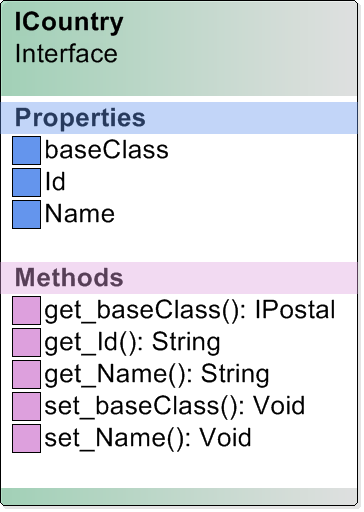 ICountry
Interface
Properties
baseClass
Id
Name
Methods
get_baseClass(): IPostal
get_Id(): String
get_Name(): String
set_baseClass(): Void
set_Name(): Void